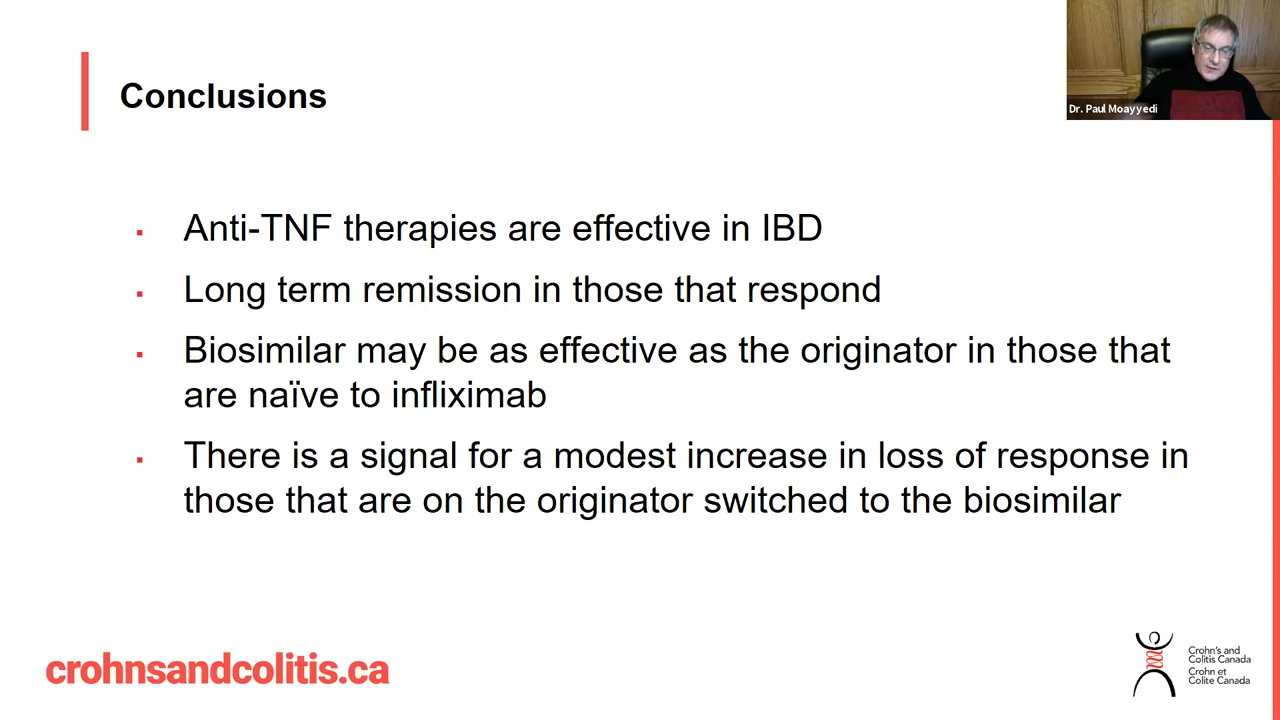 Conclusions
Dr. Paul Moayyedi
Anti-TNF therapies are effective in IBD
Long term remission in those that respond
Biosimilar may be as effective as the originator in those that
are naïve to infliximab
There is a signal for a modest increase in loss of response in
those that are on the originator switched to the biosimilar
crohnsandcolitis.ca
Crohn's and
Colitis Canada
Crohn et
Colite Canada